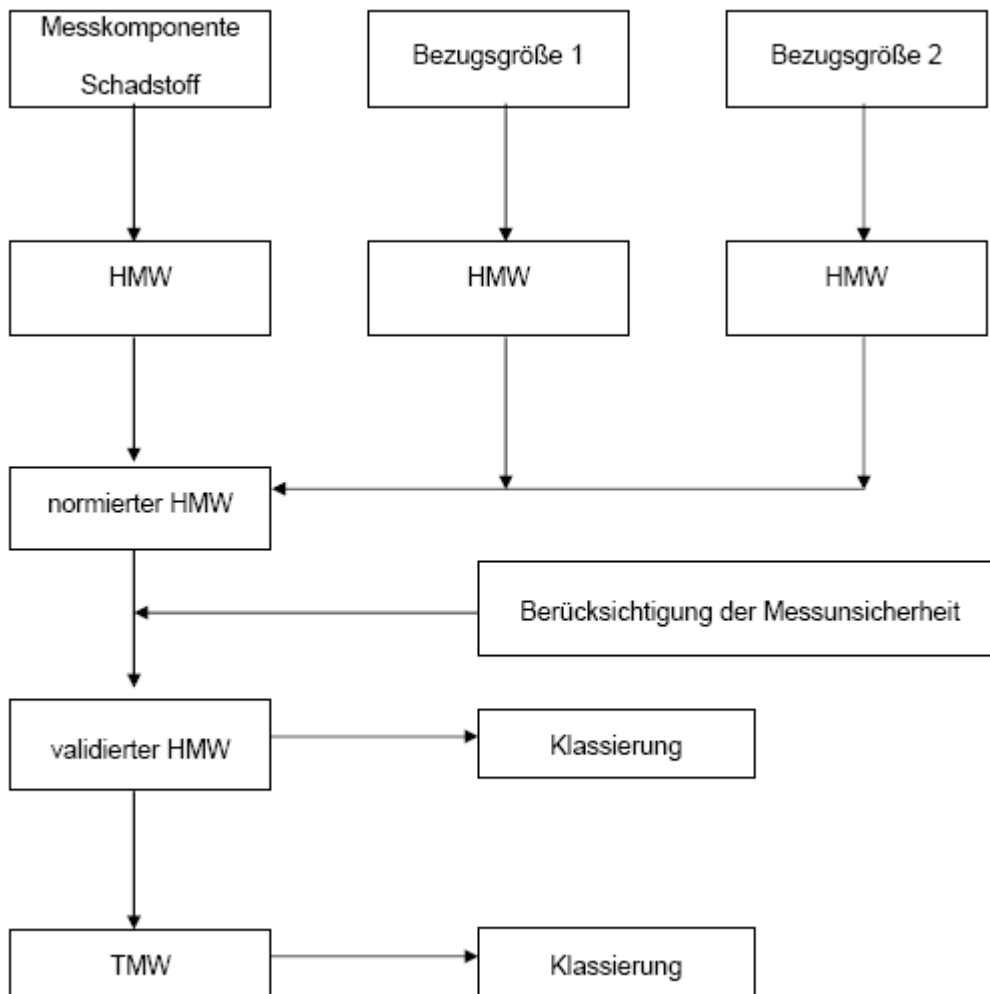 Messkomponente
Schadstoff
Bezugsgröße 1
Bezugsgröße 2
HMW
HMW
HMW
normierter HMW
Berücksichtigung der Messunsicherheit
validierter HMW
Klassierung
TMW
Klassierung